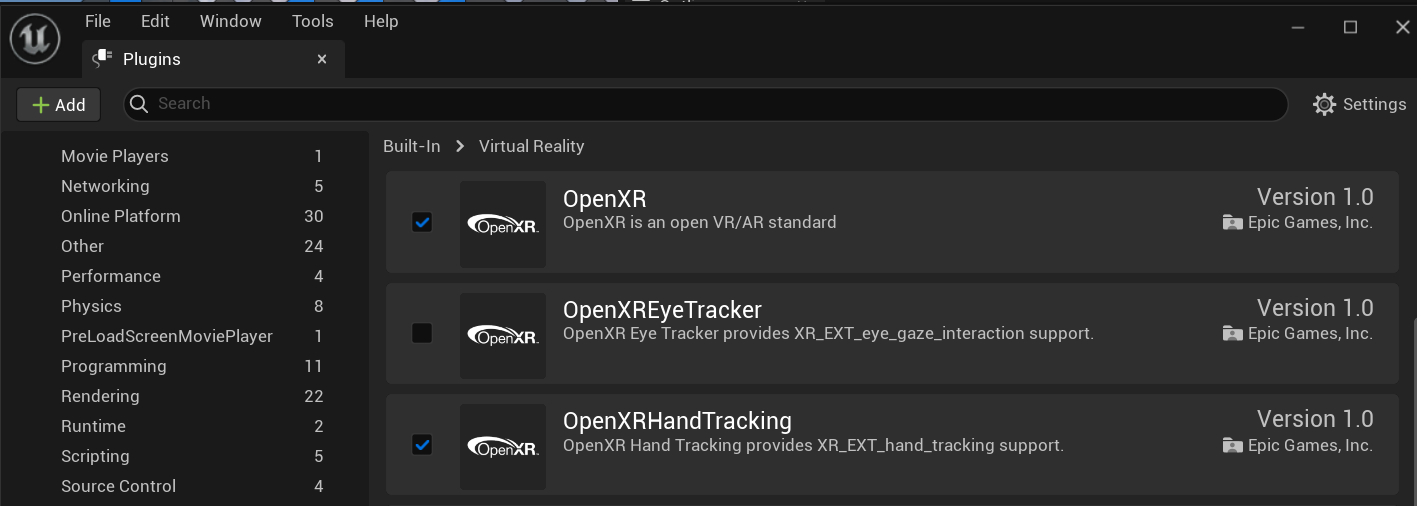 File Edit Window Tools Help
Plugins
Add
Search
Settings
Movie Players 1
Networking 5
Online Platform 30
Other 24
Performance 4
Physics 8
PreLoadScreenMoviePlayer 1
Programming 11
Rendering 22
Runtime 2
Scripting 5
Source Control 4
Built-In > Virtual Reality
OpenXR
OpenXR
OpenXR is an open VR/AR standard
Version 1.0
Epic Games, Inc.
OpenXR
OpenXREyeTracker
OpenXR Eye Tracker provides XR_EXT_eye_gaze_interaction support.
Version 1.0
Epic Games, Inc.
OpenXR
OpenXRHandTracking
OpenXR Hand Tracking provides XR_EXT_hand_tracking support.
Version 1.0
Epic Games, Inc.